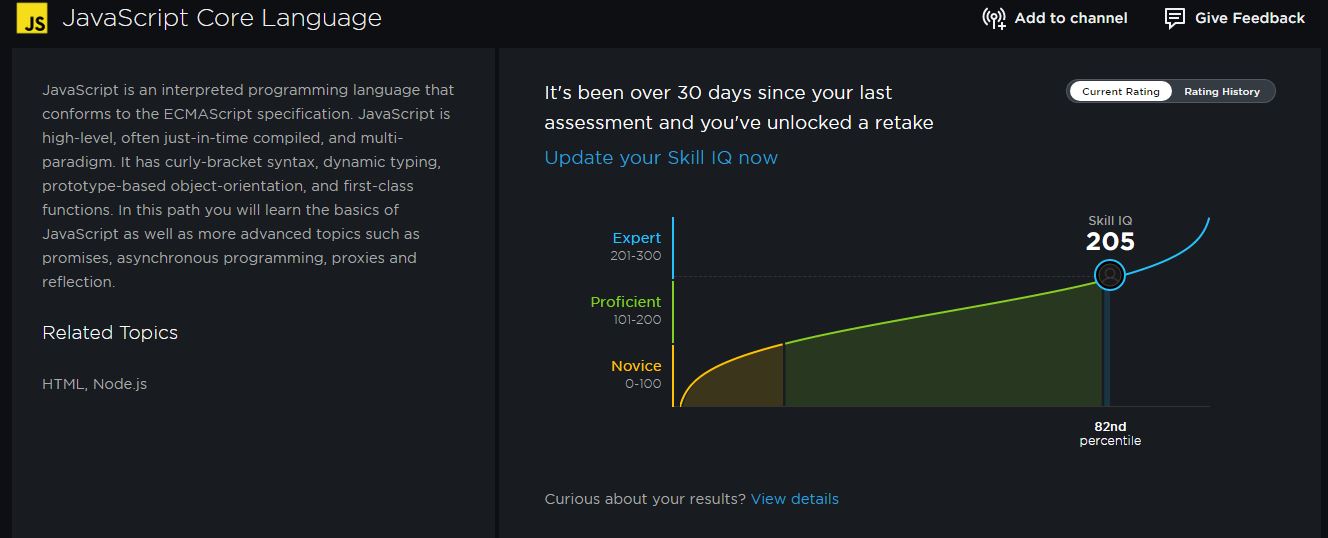 JS JavaScript Core Language
Add to channel
Give Feedback
JavaScript is an interpreted programming language that
conforms to the ECMAScript specification. JavaScript is
high-level, often just-in-time compiled, and multi-
paradigm. It has curly-bracket syntax, dynamic typing,
prototype-based object-orientation, and first-class
functions. In this path you will learn the basics of
JavaScript as well as more advanced topics such as
promises, asynchronous programming, proxies and
reflection.
Related Topics
HTML, Node.js
It's been over 30 days since your last
assessment and you've unlocked a retake
Update your Skill IQ now
Current Rating
Rating History
Skill IQ
205
Expert
201-300
Proficient
101-200
Novice
0-100
82nd
percentile
Curious about your results? View details